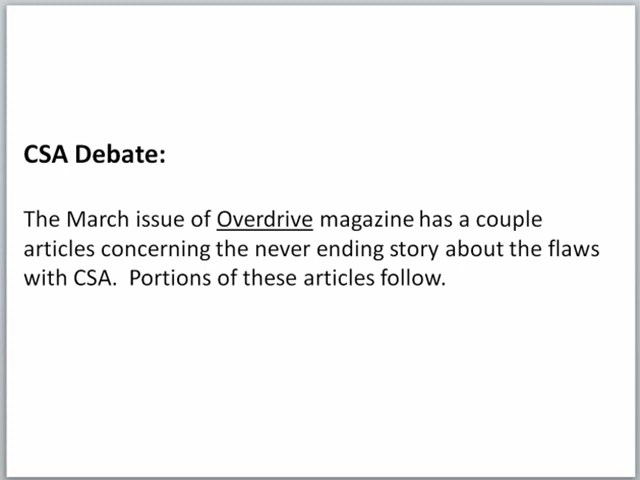 CSA Debate:
The March issue of Overdrive magazine has a couple
articles concerning the never ending story about the flaws
with CSA.  Portions of these articles follow.